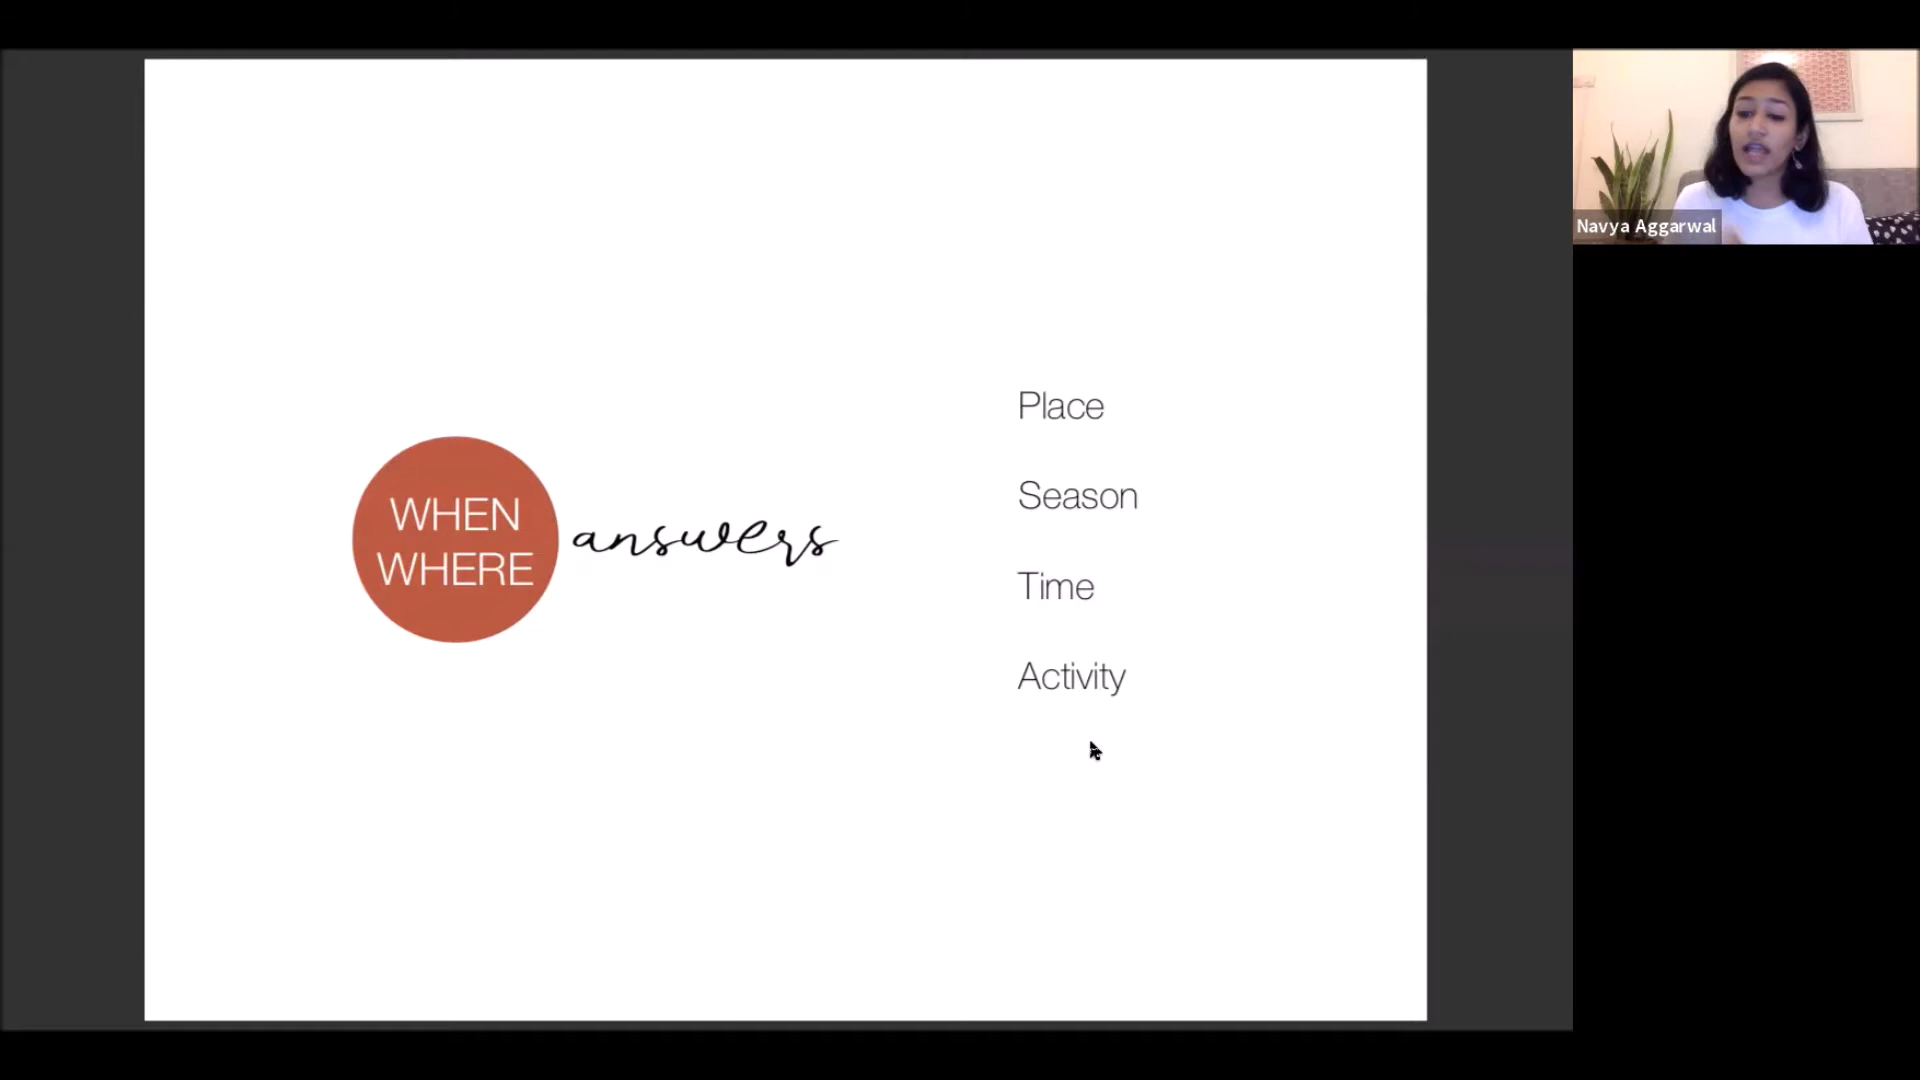 WHEN
WHERE
answers
Place
Season
Time
Activity
Navya Aggarwal